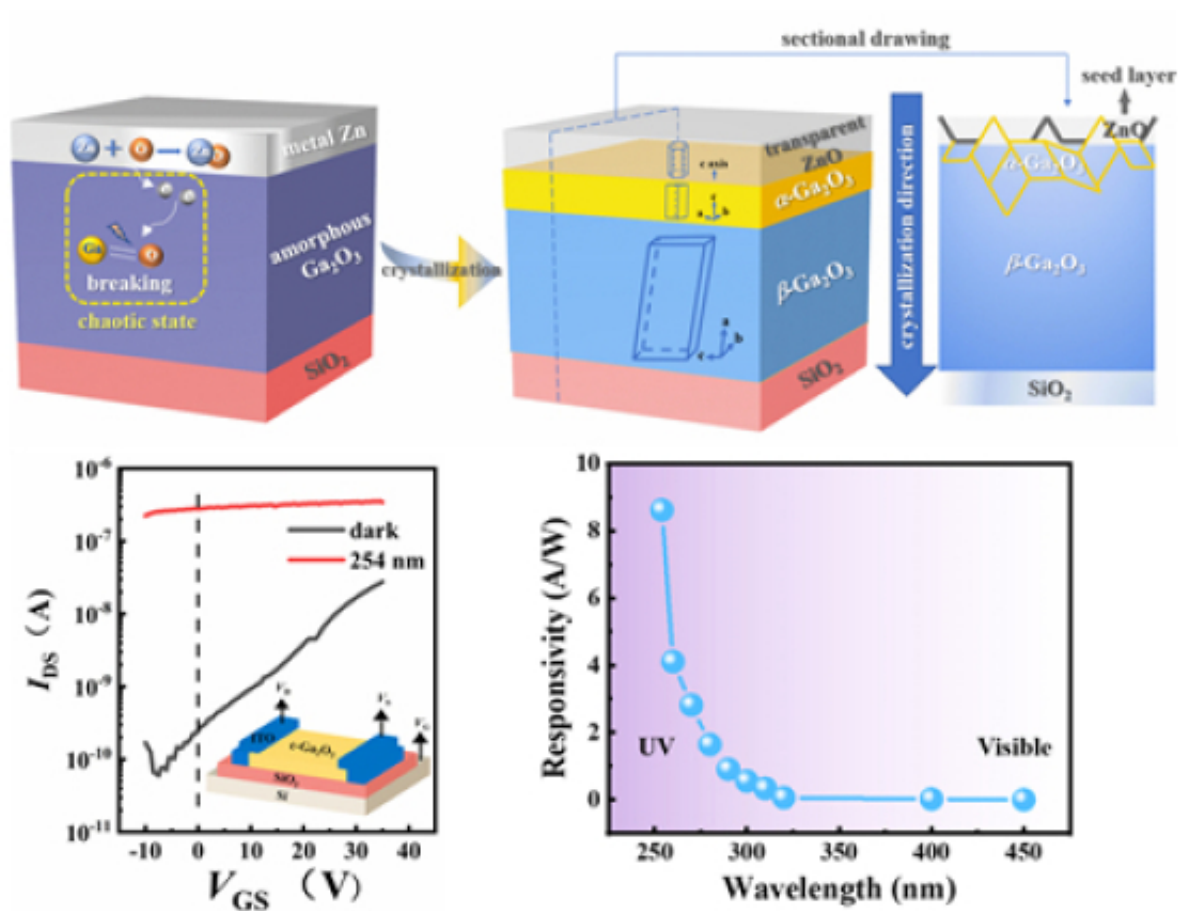 sectional drawing
seed layer
metal Zn
Zn + O Zn O
Ga O
breaking
chaotic state
amorphous
Ga₂O₃
SiO₂
crystallization
transparent
ZnO
c axis
α-Ga₂O₃
c
a b
β-Ga₂O₃
a
b
c
SiO₂
crystallization direction
ZnO
α-Ga₂O₃
β-Ga₂O₃
SiO₂
I_DS (A)
10⁻⁶
10⁻⁷
10⁻⁸
10⁻⁹
10⁻¹⁰
10⁻¹¹
dark
254 nm
ITO
c-Ga₂O₃
SiO₂
Si
-10 0 10 20 30 40
V_GS (V)
Responsivity (A/W)
10
8
6
4
2
0
UV
Visible
250 300 350 400 450
Wavelength (nm)